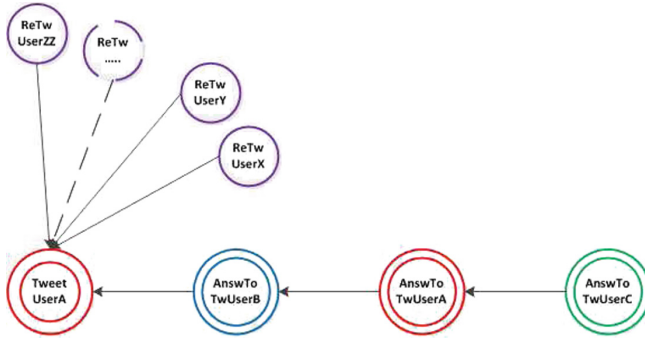 ReTw
UserZZ
ReTw
.....
ReTw
UserY
ReTw
UserX
Tweet
UserA
AnswTo
TwUserB
AnswTo
TwUserA
AnswTo
TwUserC